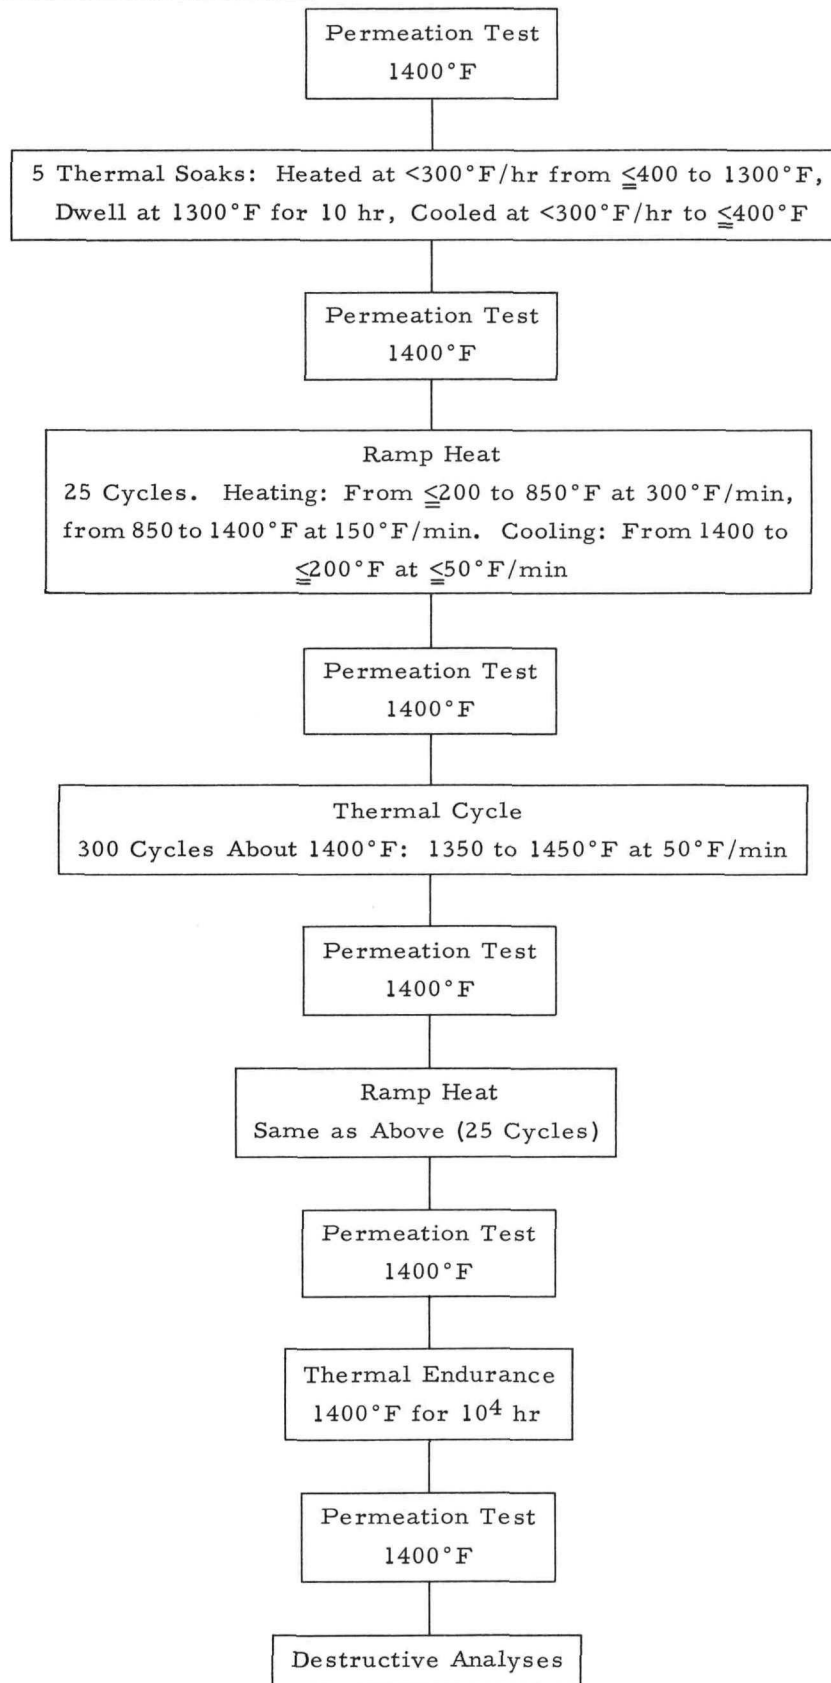 Permeation Test
1400°F
5 Thermal Soaks: Heated at <300°F/hr from ≦400 to 1300°F,
Dwell at 1300°F for 10 hr, Cooled at <300°F/hr to ≦400°F
Permeation Test
1400°F
Ramp Heat
25 Cycles. Heating: From ≦200 to 850°F at 300°F/min,
from 850 to 1400°F at 150°F/min. Cooling: From 1400 to
≦200°F at ≦50°F/min
Permeation Test
1400°F
Thermal Cycle
300 Cycles About 1400°F: 1350 to 1450°F at 50°F/min
Permeation Test
1400°F
Ramp Heat
Same as Above (25 Cycles)
Permeation Test
1400°F
Thermal Endurance
1400°F for 10⁴ hr
Permeation Test
1400°F
Destructive Analyses